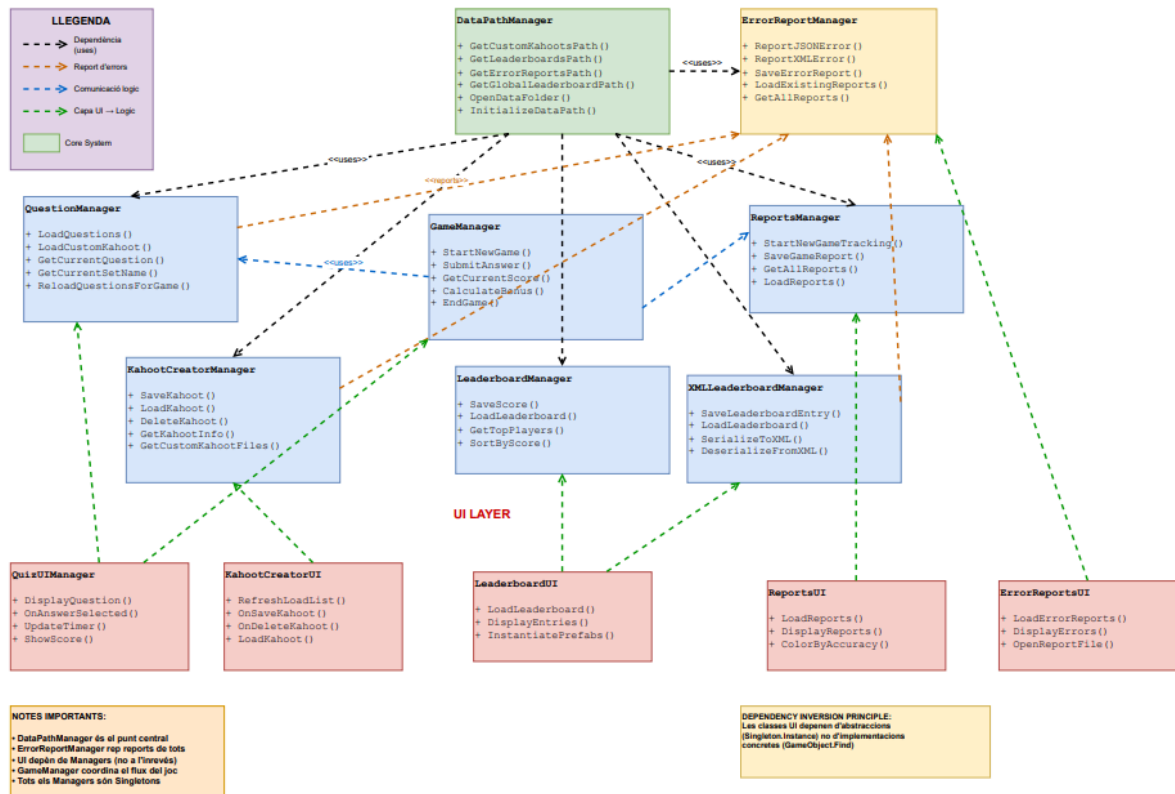 LLEGENDA
Dependència
(uses)
Report d'errors
Comunicació logic
Capa UI → Logic
Core System
DataPathManager
+ GetCustomKahootsPath()
+ GetLeaderboardsPath()
+ GetErrorReportsPath()
+ GetGlobalLeaderboardPath()
+ OpenDataFolder()
+ InitializeDataPath()
<<uses>>
ErrorReportManager
+ ReportJSONError()
+ ReportXMLError()
+ SaveErrorReport()
+ LoadExistingReports()
+ GetAllReports()
<<uses>>
<<reports>>
<<uses>>
QuestionManager
+ LoadQuestions()
+ LoadCustomKahoot()
+ GetCurrentQuestion()
+ GetCurrentSetName()
+ ReloadQuestionsForGame()
<<uses>>
GameManager
+ StartNewGame()
+ SubmitAnswer()
+ GetCurrentScore()
+ CalculateBonus()
+ EndGame()
ReportsManager
+ StartNewGameTracking()
+ SaveGameReport()
+ GetAllReports()
+ LoadReports()
KahootCreatorManager
+ SaveKahoot()
+ LoadKahoot()
+ DeleteKahoot()
+ GetKahootInfo()
+ GetCustomKahootFiles()
LeaderboardManager
+ SaveScore()
+ LoadLeaderboard()
+ GetTopPlayers()
+ SortByScore()
XMLLeaderboardManager
+ SaveLeaderboardEntry()
+ LoadLeaderboard()
+ SerializeToXML()
+ DeserializeFromXML()
UI LAYER
QuizUIManager
+ DisplayQuestion()
+ OnAnswerSelected()
+ UpdateTimer()
+ ShowScore()
KahootCreatorUI
+ RefreshLoadList()
+ OnSaveKahoot()
+ OnDeleteKahoot()
+ LoadKahoot()
LeaderboardUI
+ LoadLeaderboard()
+ DisplayEntries()
+ InstantiatePrefabs()
ReportsUI
+ LoadReports()
+ DisplayReports()
+ ColorByAccuracy()
ErrorReportsUI
+ LoadErrorReports()
+ DisplayErrors()
+ OpenReportFile()
NOTES IMPORTANTS:
• DataPathManager és el punt central
• ErrorReportManager rep reports de tots
• UI depèn de Managers (no a l'inrevés)
• GameManager coordina el flux del joc
• Tots els Managers són Singletons
DEPENDENCY INVERSION PRINCIPLE:
Les classes UI depenen d'abstraccions
(Singleton.Instance) no d'implementacions
concretes (GameObject.Find)